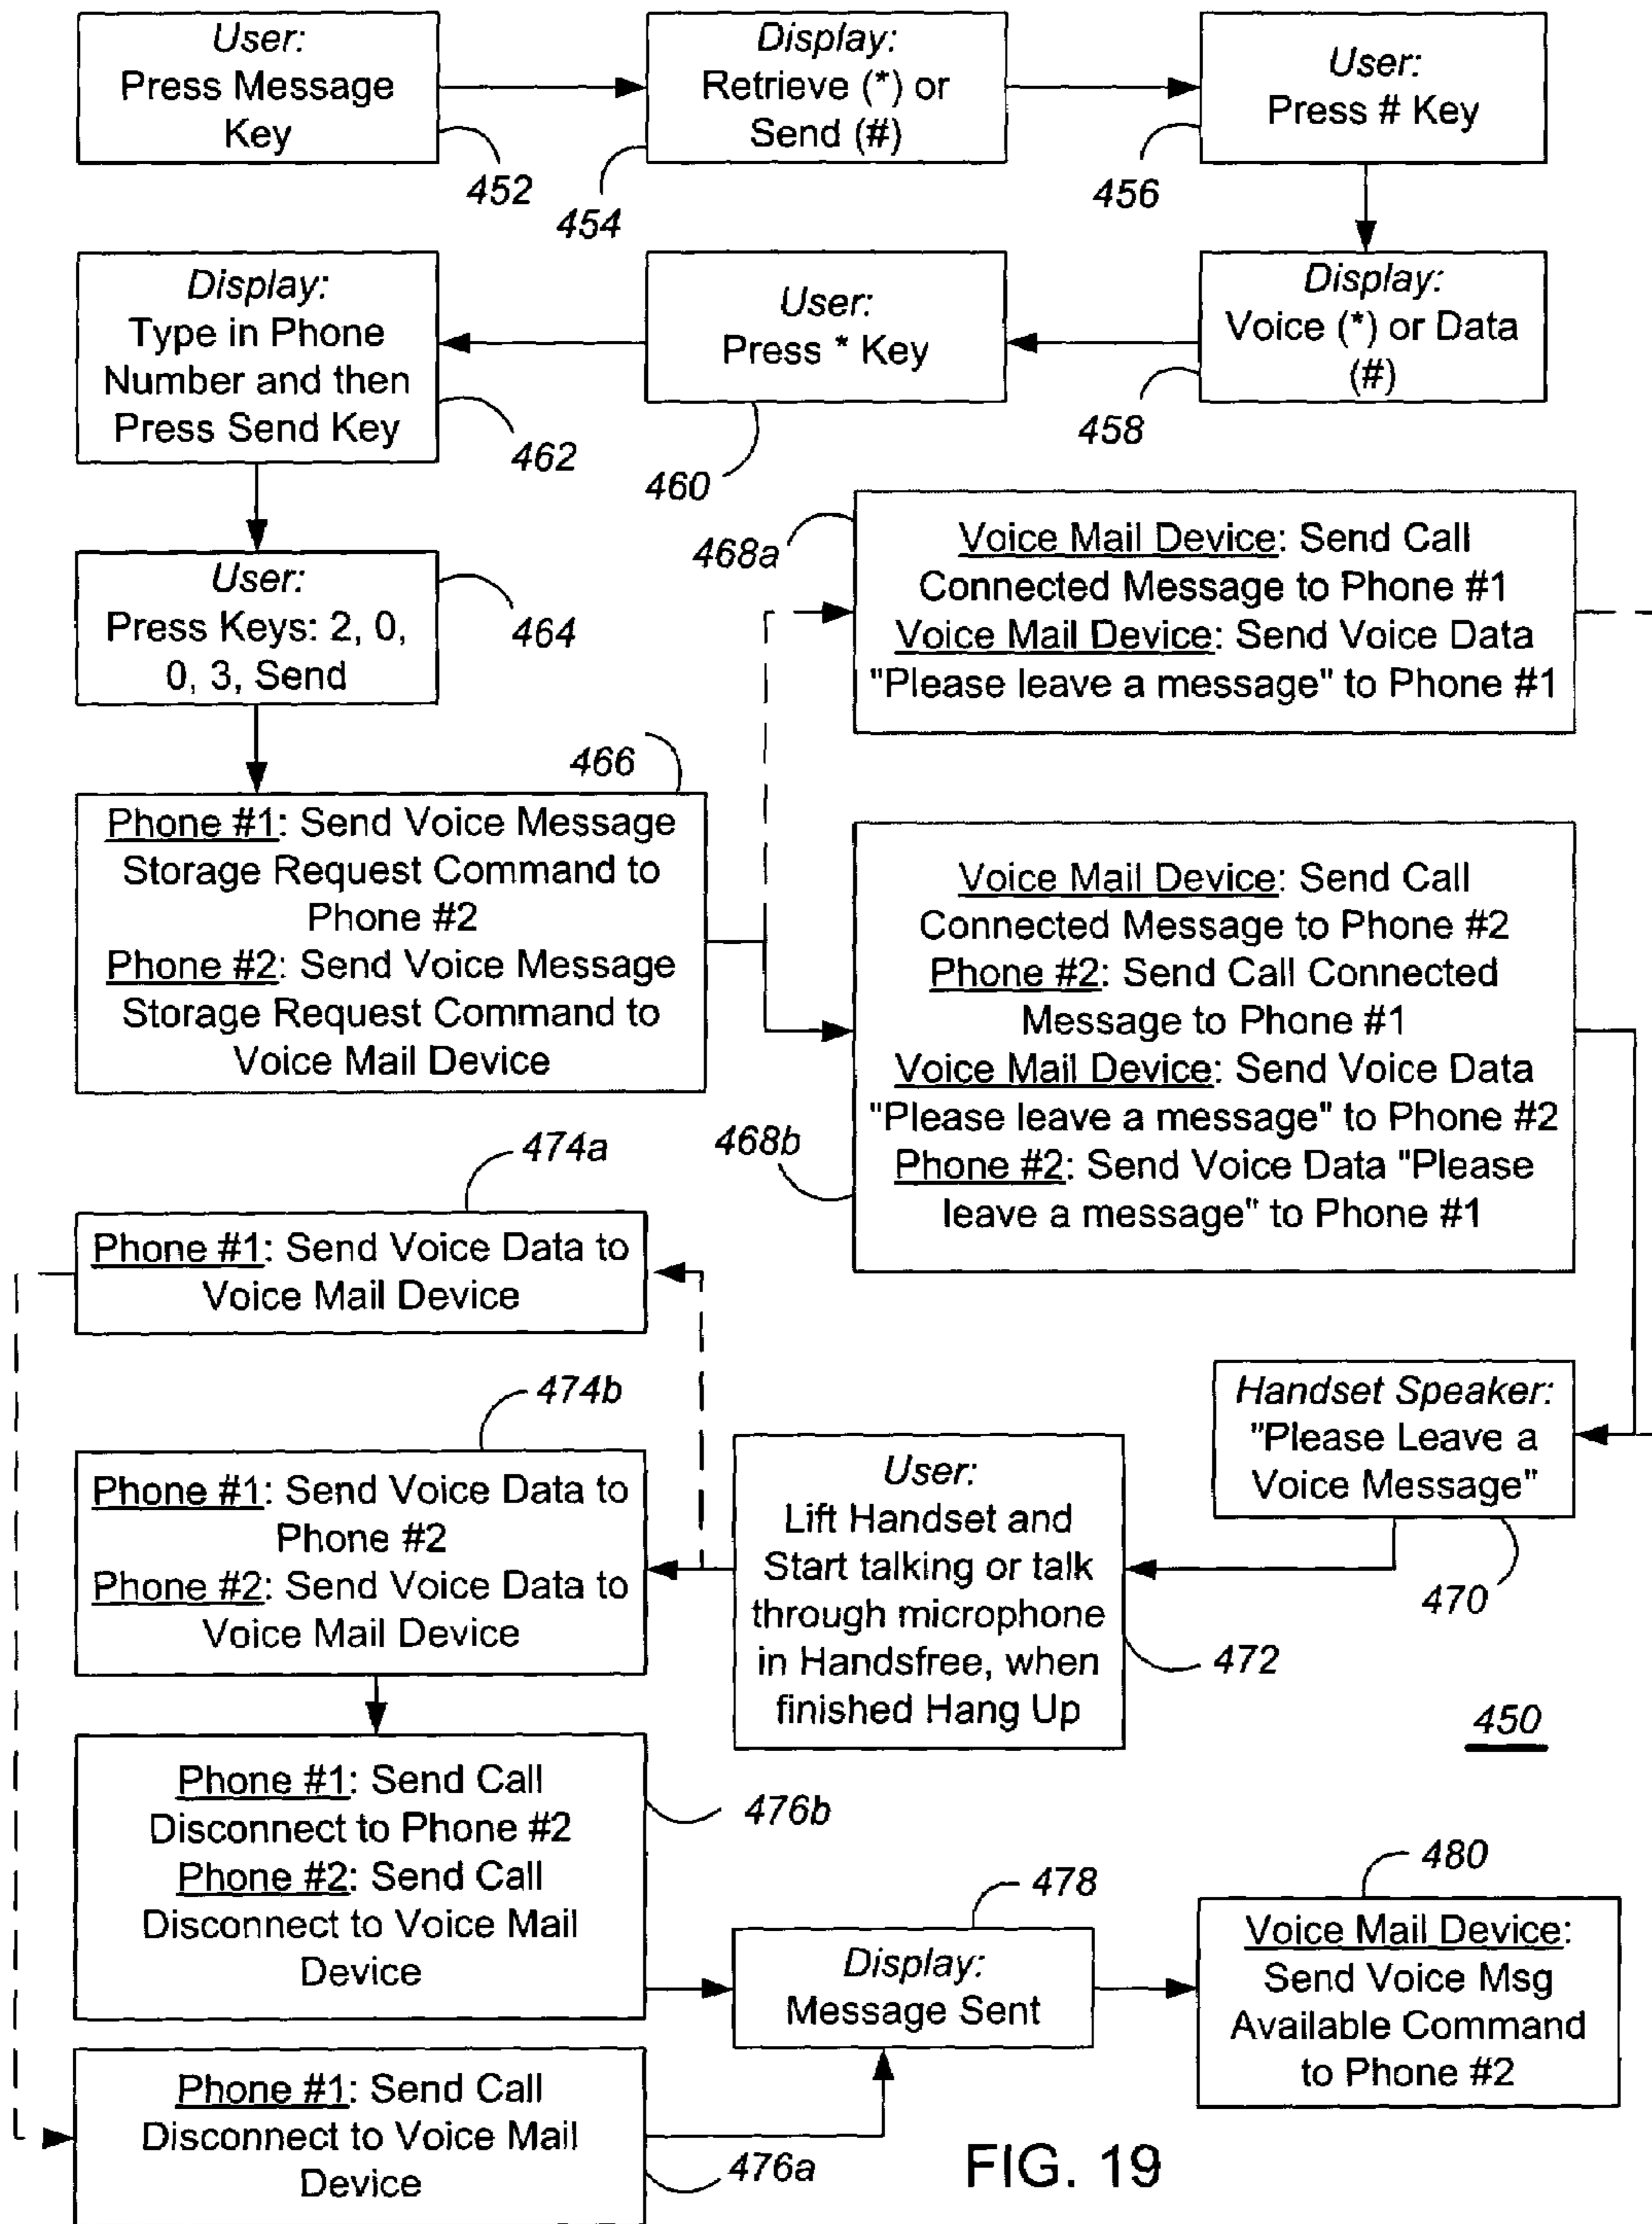 User:
Press Message
Key
452
Display:
Retrieve (*) or
Send (#)
454
User:
Press # Key
456
Display:
Voice (*) or Data
(#)
458
User:
Press * Key
460
Display:
Type in Phone
Number and then
Press Send Key
462
User:
Press Keys: 2, 0,
0, 3, Send
464
466
Phone #1: Send Voice Message
Storage Request Command to
Phone #2
Phone #2: Send Voice Message
Storage Request Command to
Voice Mail Device
468a
Voice Mail Device: Send Call
Connected Message to Phone #1
Voice Mail Device: Send Voice Data
"Please leave a message" to Phone #1
Voice Mail Device: Send Call
Connected Message to Phone #2
Phone #2: Send Call Connected
Message to Phone #1
Voice Mail Device: Send Voice Data
"Please leave a message" to Phone #2
Phone #2: Send Voice Data "Please
leave a message" to Phone #1
468b
Handset Speaker:
"Please Leave a
Voice Message"
470
User:
Lift Handset and
Start talking or talk
through microphone
in Handsfree, when
finished Hang Up
472
474a
Phone #1: Send Voice Data to
Voice Mail Device
474b
Phone #1: Send Voice Data to
Phone #2
Phone #2: Send Voice Data to
Voice Mail Device
Phone #1: Send Call
Disconnect to Phone #2
Phone #2: Send Call
Disconnect to Voice Mail
Device
476b
Phone #1: Send Call
Disconnect to Voice Mail
Device
476a
478
Display:
Message Sent
480
Voice Mail Device:
Send Voice Msg
Available Command
to Phone #2
450
FIG. 19